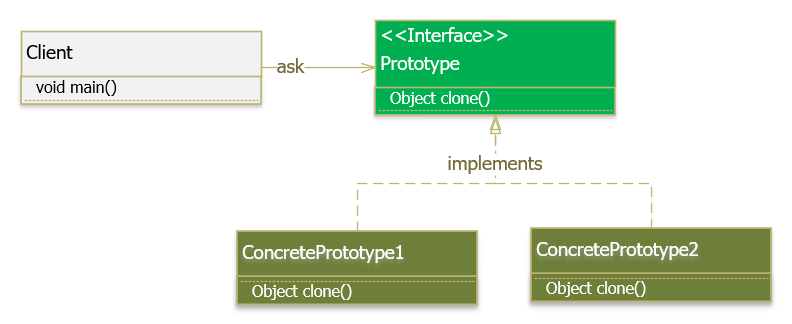 Client
void main()
ask
<<Interface>>
Prototype
Object clone()
implements
ConcretePrototype1
Object clone()
ConcretePrototype2
Object clone()